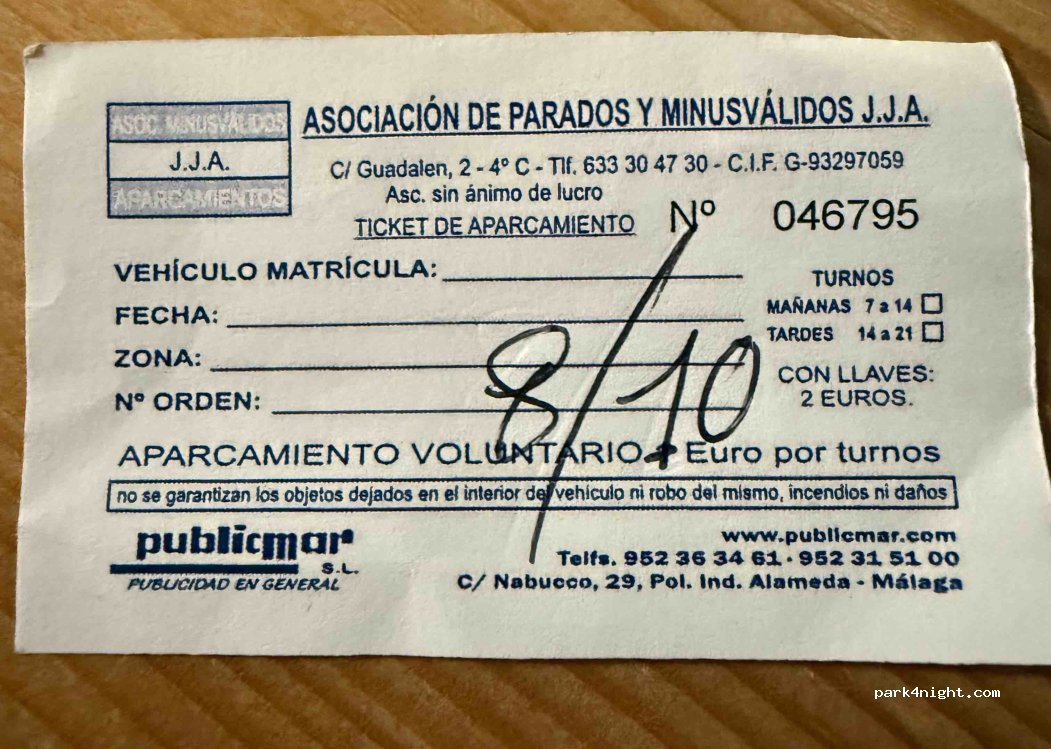 ASOC. MINUSVÁLIDOS
J.J.A.
APARCAMIENTOS
ASOCIACIÓN DE PARADOS Y MINUSVÁLIDOS J.J.A.
C/ Guadalen, 2 - 4º C - Tlf. 633 30 47 30 - C.I.F. G-93297059
Asc. sin ánimo de lucro
TICKET DE APARCAMIENTO Nº 046795
VEHÍCULO MATRÍCULA:
FECHA:
ZONA:
Nº ORDEN:
8/10
TURNOS
MAÑANAS 7 a 14
TARDES 14 a 21
CON LLAVES:
2 EUROS.
APARCAMIENTO VOLUNTARIO Euro por turnos
no se garantizan los objetos dejados en el interior del vehículo ni robo del mismo, incendios ni daños
publicmar
S.L.
PUBLICIDAD EN GENERAL
www.publicmar.com
Telfs. 952 36 34 61 · 952 31 51 00
C/ Nabucco, 29, Pol. Ind. Alameda - Málaga
park4night.com